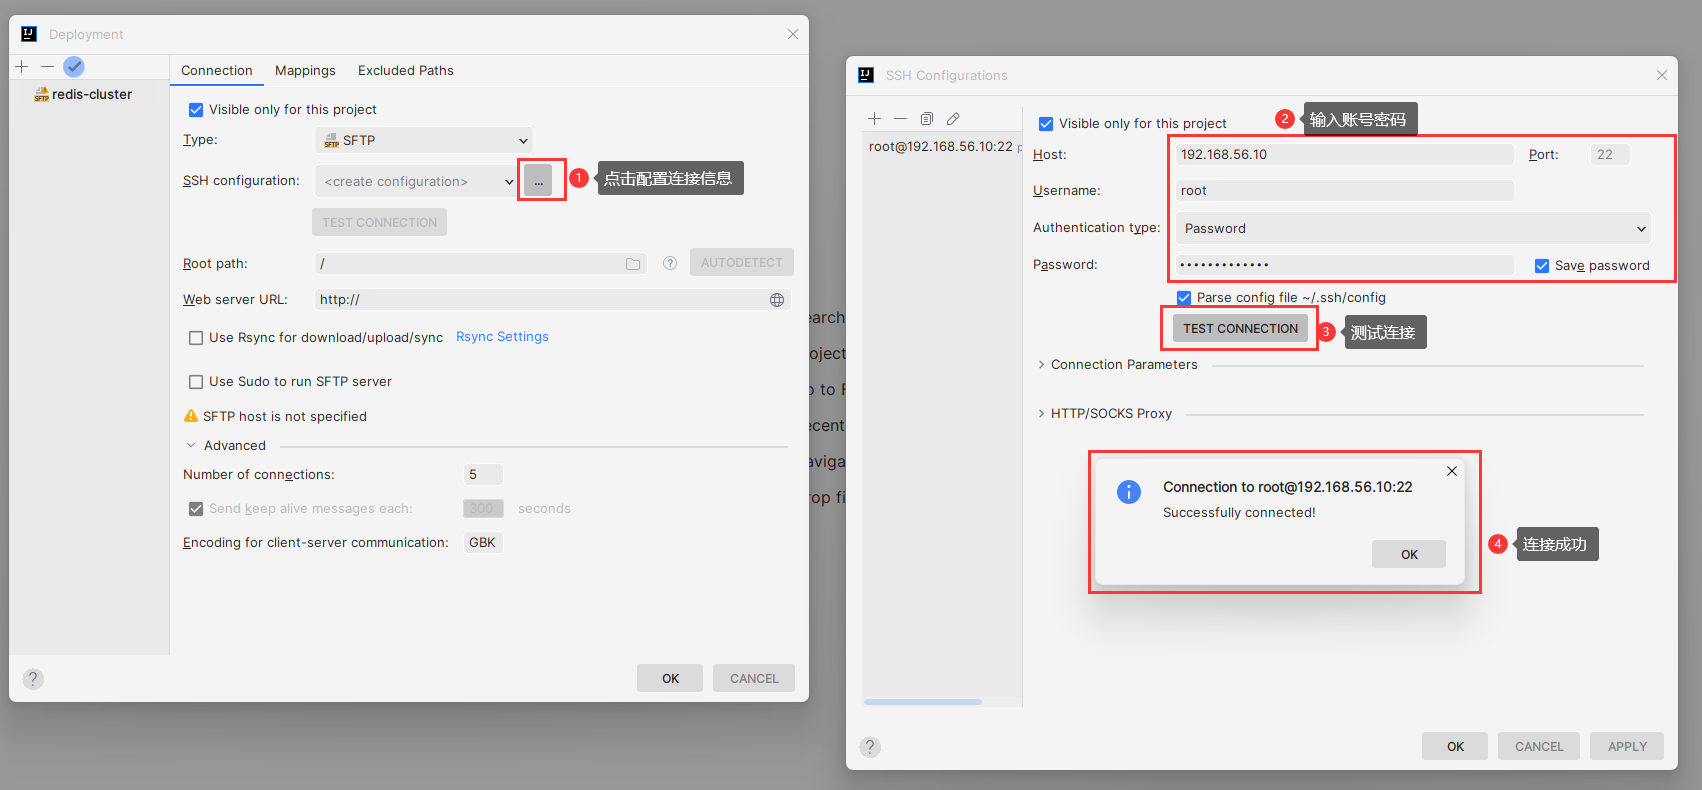 Deployment
redis-cluster
Connection Mappings Excluded Paths
Visible only for this project
Type: SFTP
SSH configuration: <create configuration> ...
1 点击配置连接信息
TEST CONNECTION
Root path: / AUTODETECT
Web server URL: http://
Use Rsync for download/upload/sync Rsync Settings
Use Sudo to run SFTP server
SFTP host is not specified
Advanced
Number of connections: 5
Send keep alive messages each: 300 seconds
Encoding for client-server communication: GBK
? OK CANCEL
SSH Configurations
root@192.168.56.10:22
Visible only for this project
2 输入账号密码
Host: 192.168.56.10 Port: 22
Username: root
Authentication type: Password
Password: ••••••••••••• Save password
Parse config file ~/.ssh/config
TEST CONNECTION
3 测试连接
Connection Parameters
HTTP/SOCKS Proxy
Connection to root@192.168.56.10:22
Successfully connected!
OK
4 连接成功
? OK CANCEL APPLY